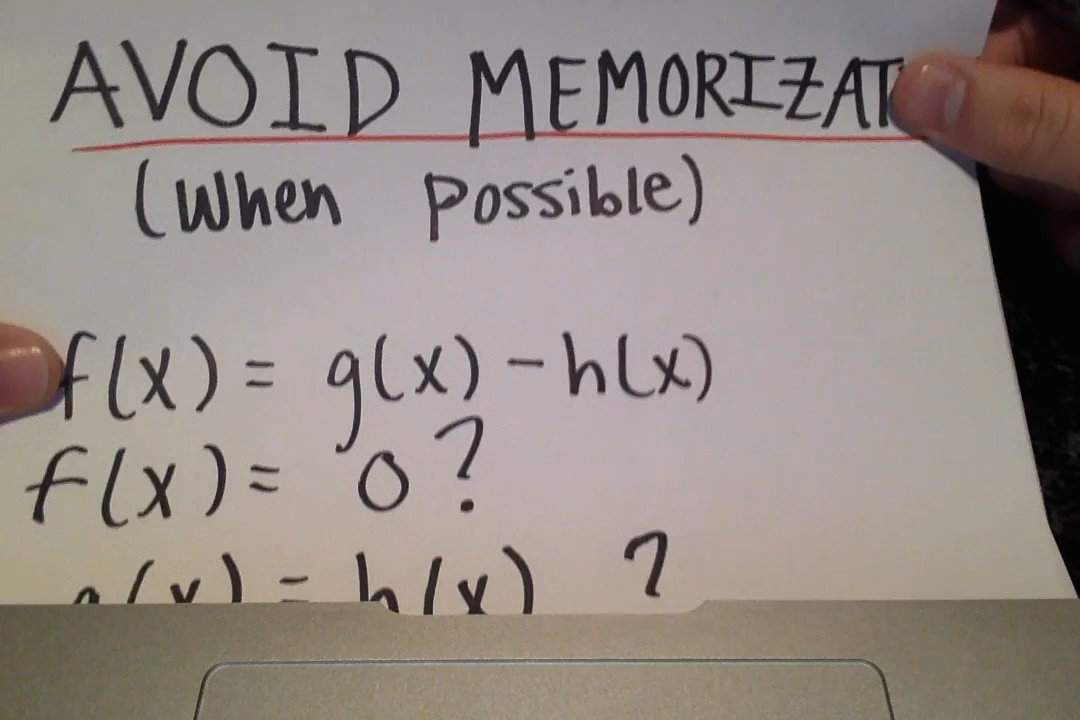 AVOID MEMORIZAT
(When possible)
f(x) = g(x) - h(x)
f(x) = 0?
g(x) = h(x) ?